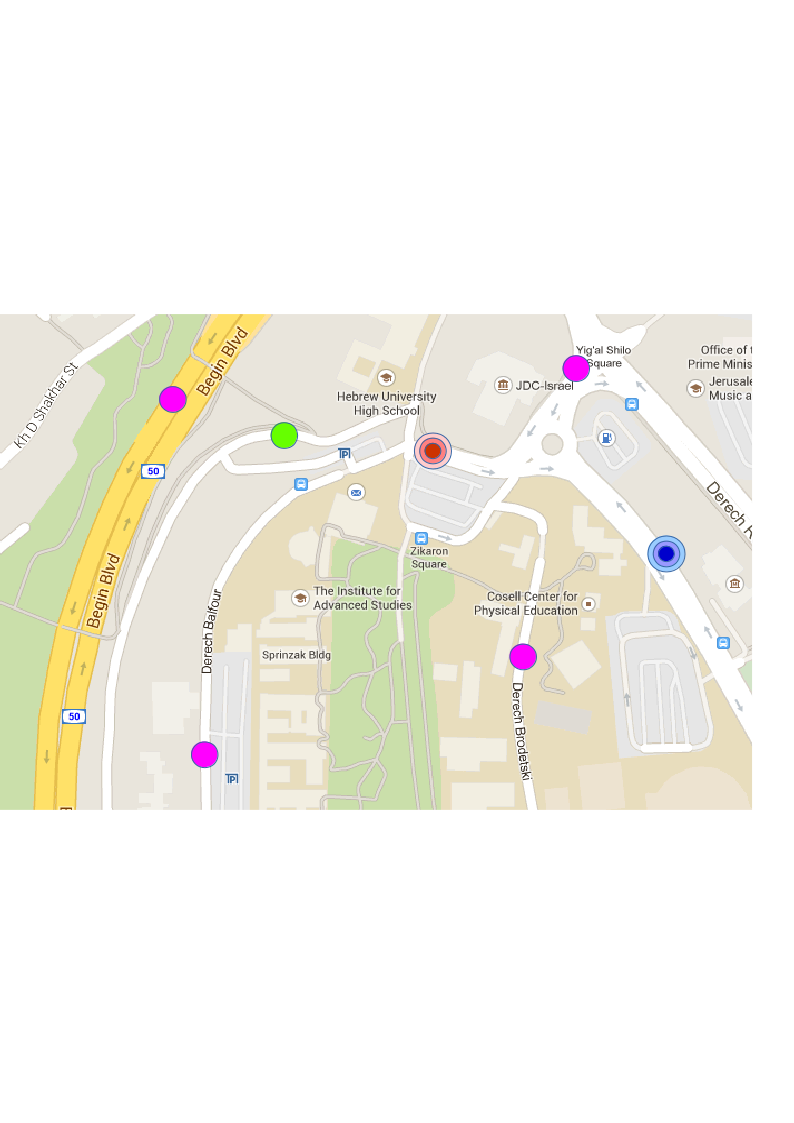 Kh D Shakhar St
Begin Blvd
Yig'al Shilo
Square
Office of
Prime Minis
JDC-Israel
Jerusale
Music a
Hebrew University
High School
50
Derech R
Zikaron
Square
Begin Blvd
The Institute for
Advanced Studies
Cosell Center for
Physical Education
Derech Balfour
Sprinzak Bldg
50
Derech Brodetski